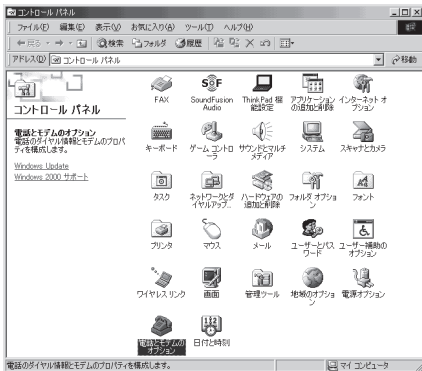 コントロール パネル
ファイル(F) 編集(E) 表示(V) お気に入り(A) ツール(T) ヘルプ(H)
戻る 検索 フォルダ 履歴
アドレス(D) コントロール パネル 移動
コントロール パネル
電話とモデムのオプション
電話のダイヤル情報とモデムのプロパ
ティを構成します。
Windows Update
Windows 2000 サポート
FAX
SoundFusion
Audio
ThinkPad 機
能設定
アプリケーション
の追加と削除
インターネット オ
プション
キーボード
ゲーム コントロ
ーラ
サウンドとマルチ
メディア
システム
スキャナとカメラ
タスク
ネットワークとダ
イヤルアップ...
ハードウェアの
追加と削除
フォルダ オプショ
ン
フォント
プリンタ
マウス
メール
ユーザーとパス
ワード
ユーザー補助の
オプション
ワイヤレス リンク
画面
管理ツール
地域のオプショ
ン
電源オプション
電話とモデムの
オプション
日付と時刻
電話のダイヤル情報とモデムのプロパティを構成します。 マイ コンピュータ